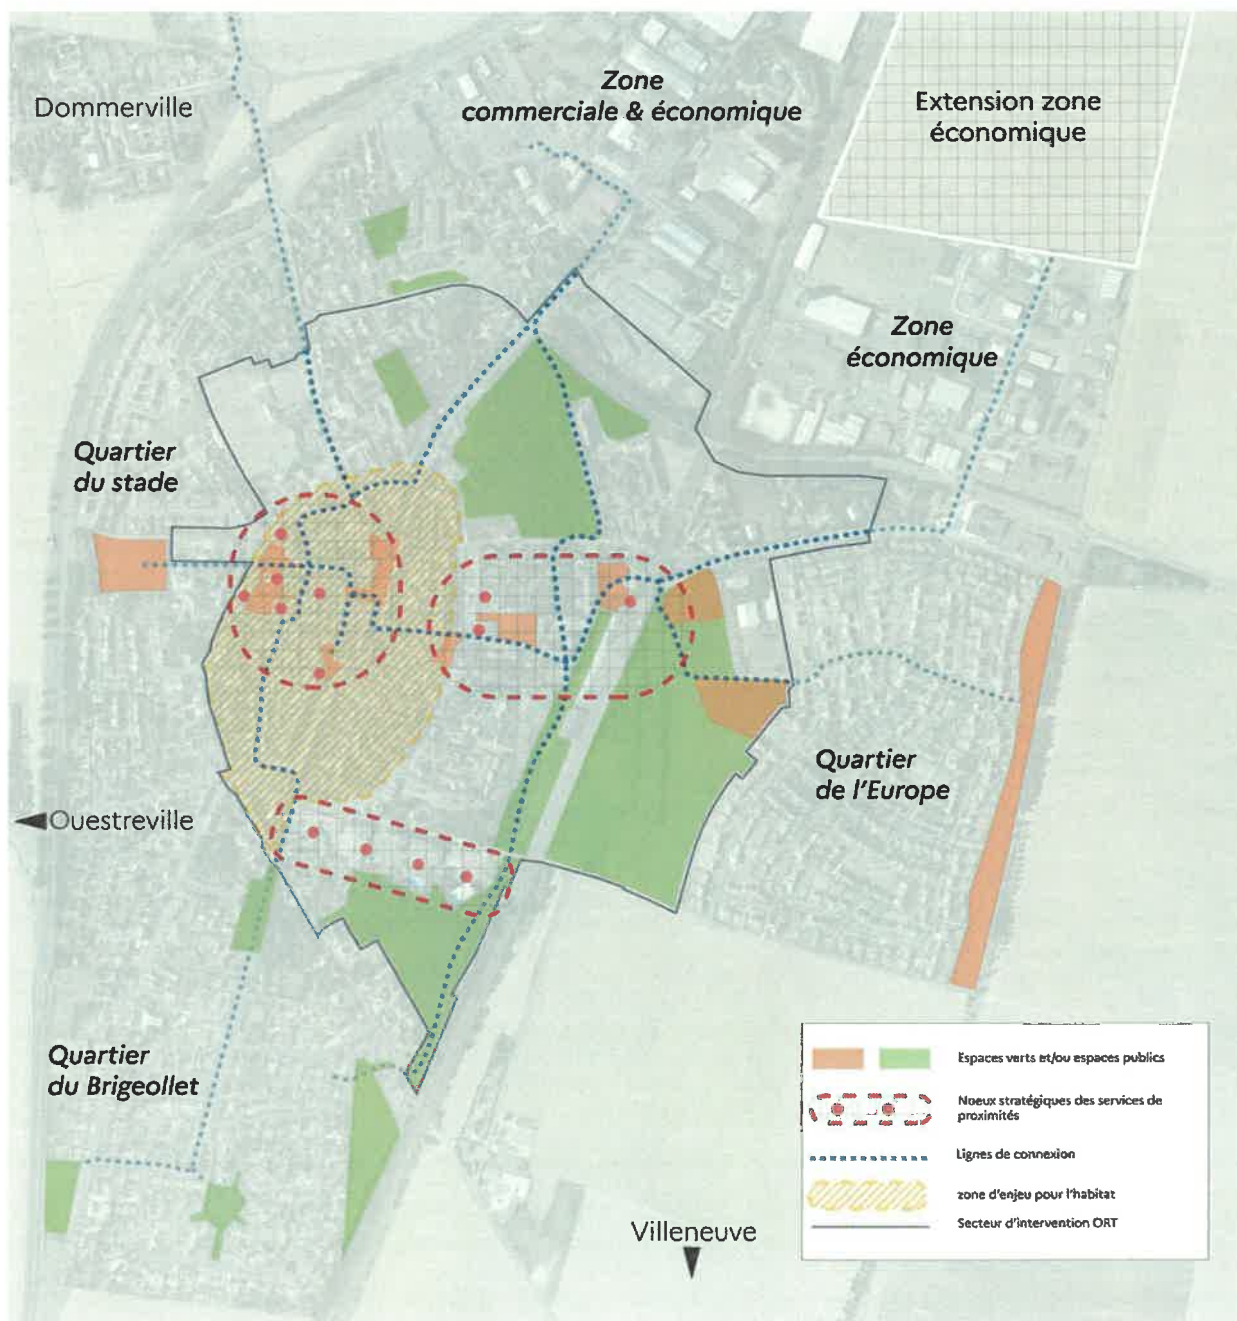 Dommerville
Zone
commerciale & économique
Extension zone
économique
Zone
économique
Quartier
du stade
Quartier
de l'Europe
Ouestreville
Quartier
du Brigeollet
Villeneuve
Espaces verts et/ou espaces publics
Noeux stratégiques des services de
proximités
Lignes de connexion
zone d'enjeu pour l'habitat
Secteur d'intervention ORT